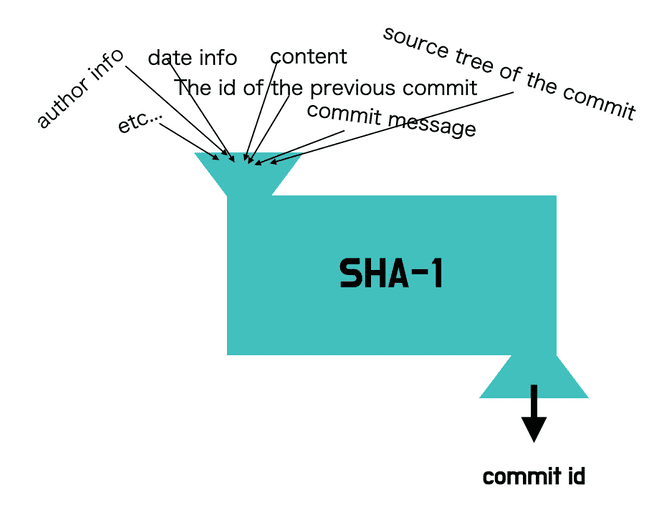 source tree of the commit
author info
date info
content
The id of the previous commit
commit message
etc...
SHA-1
commit id